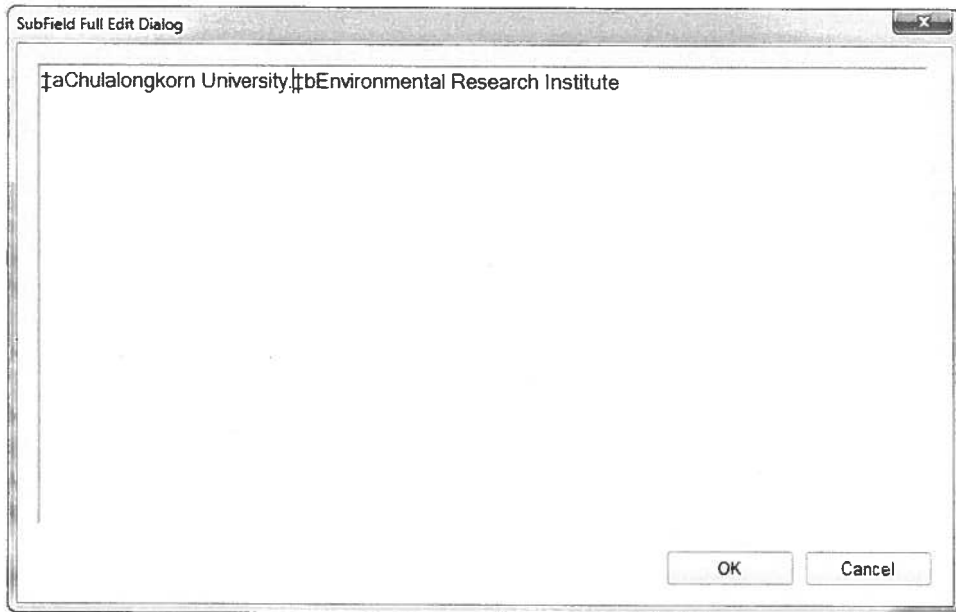 SubField Full Edit Dialog
‡aChulalongkorn University.‡bEnvironmental Research Institute
OK
Cancel